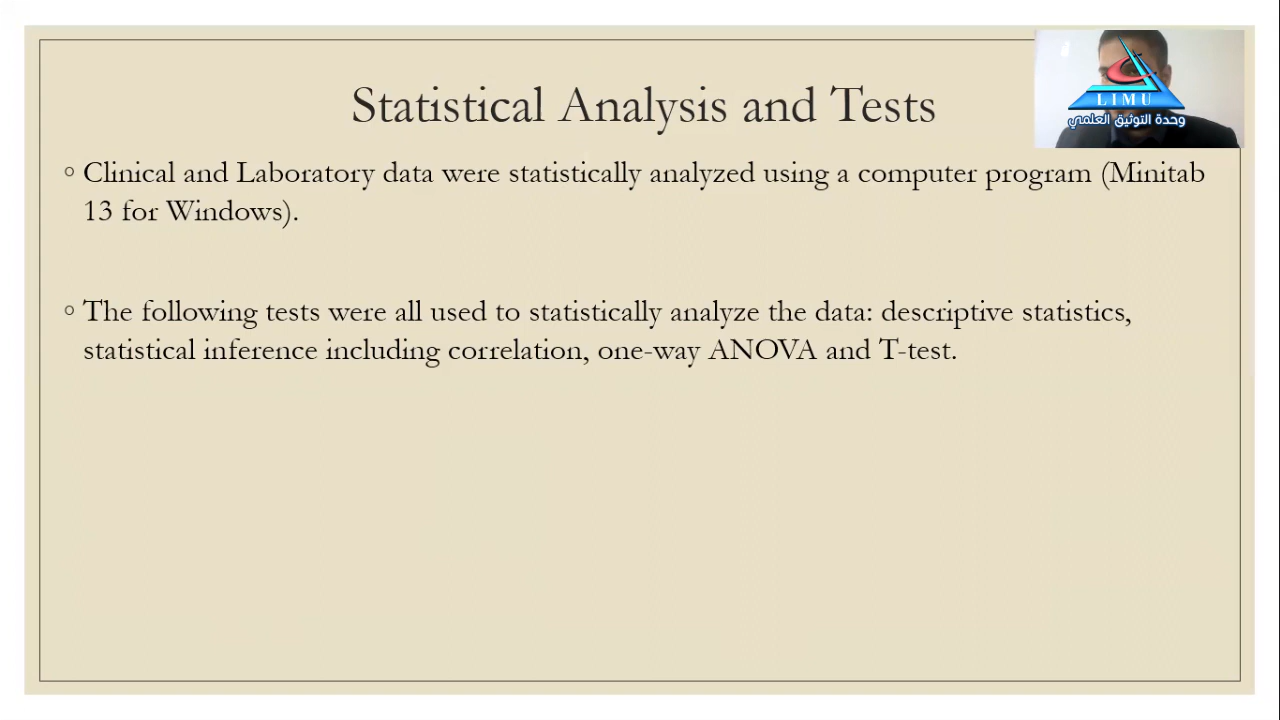 Statistical Analysis and Tests
LIMU
وحدة التوثيق العلمي
◦ Clinical and Laboratory data were statistically analyzed using a computer program (Minitab
13 for Windows).
◦ The following tests were all used to statistically analyze the data: descriptive statistics,
statistical inference including correlation, one-way ANOVA and T-test.